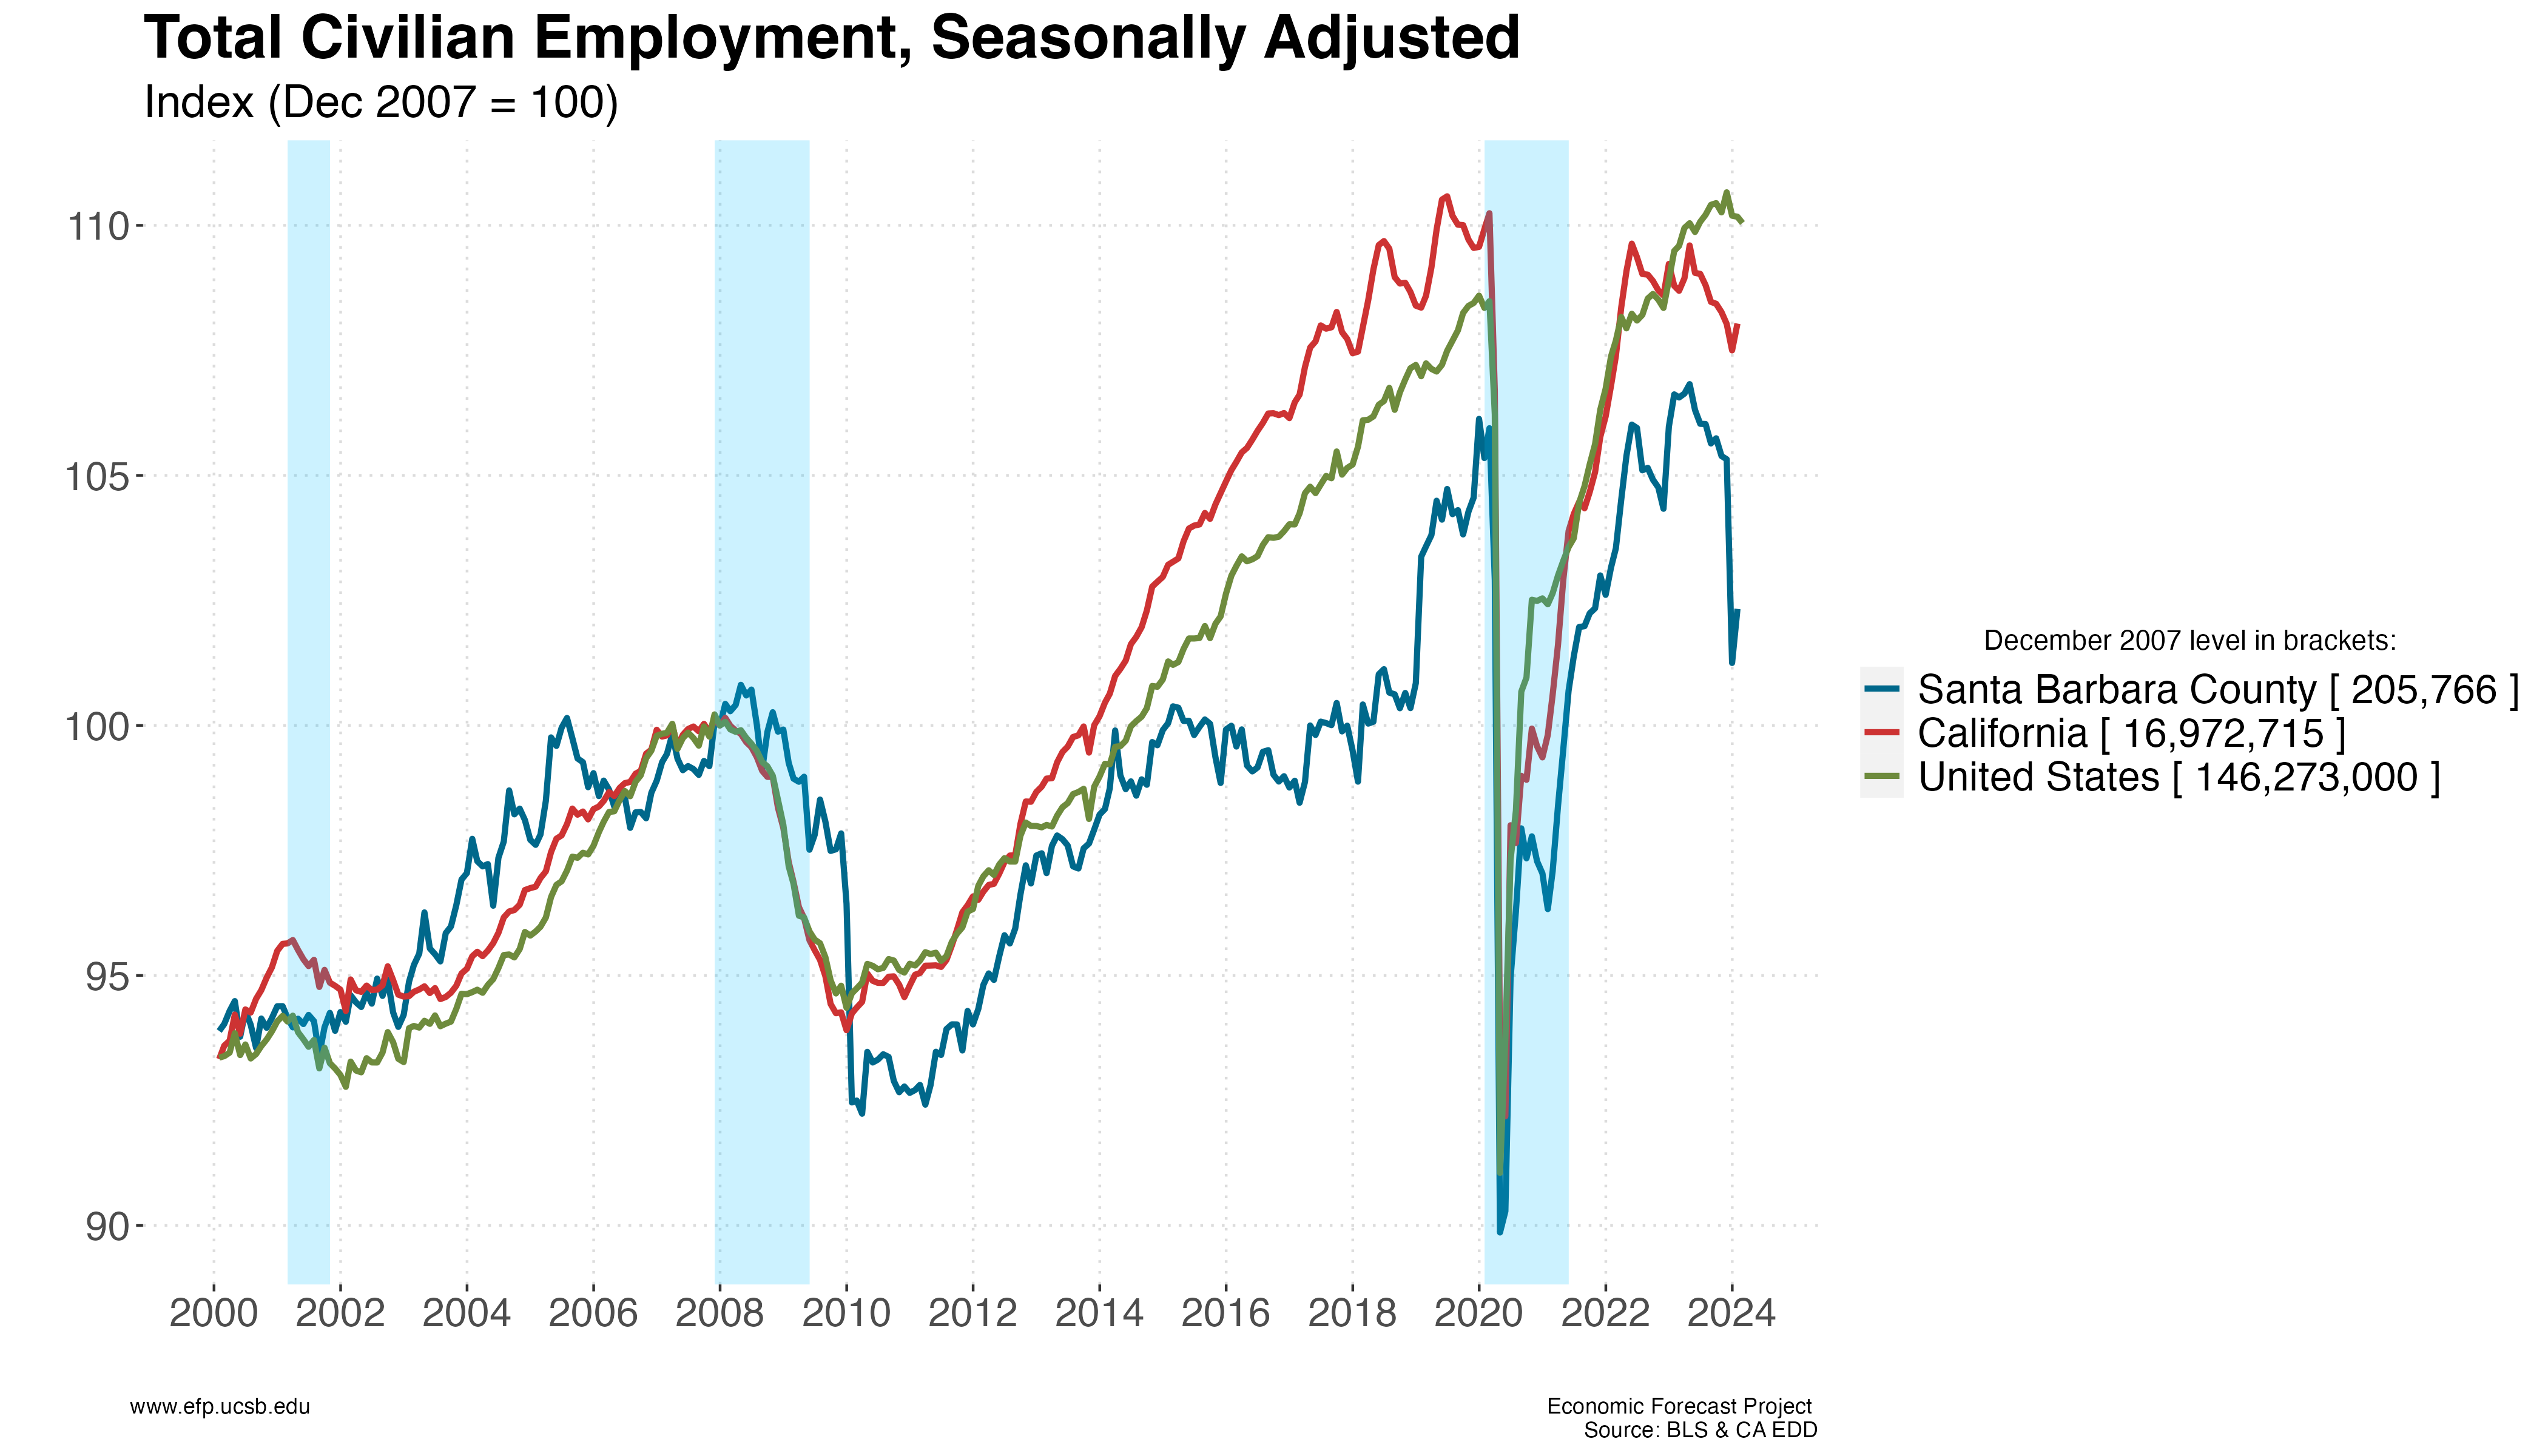 Total Civilian Employment, Seasonally Adjusted
Index (Dec 2007 = 100)
110
105
100
95
90
2000 2002 2004 2006 2008 2010 2012 2014 2016 2018 2020 2022 2024
December 2007 level in brackets:
Santa Barbara County [ 205,766 ]
California [ 16,972,715 ]
United States [ 146,273,000 ]
www.efp.ucsb.edu
Economic Forecast Project
Source: BLS & CA EDD